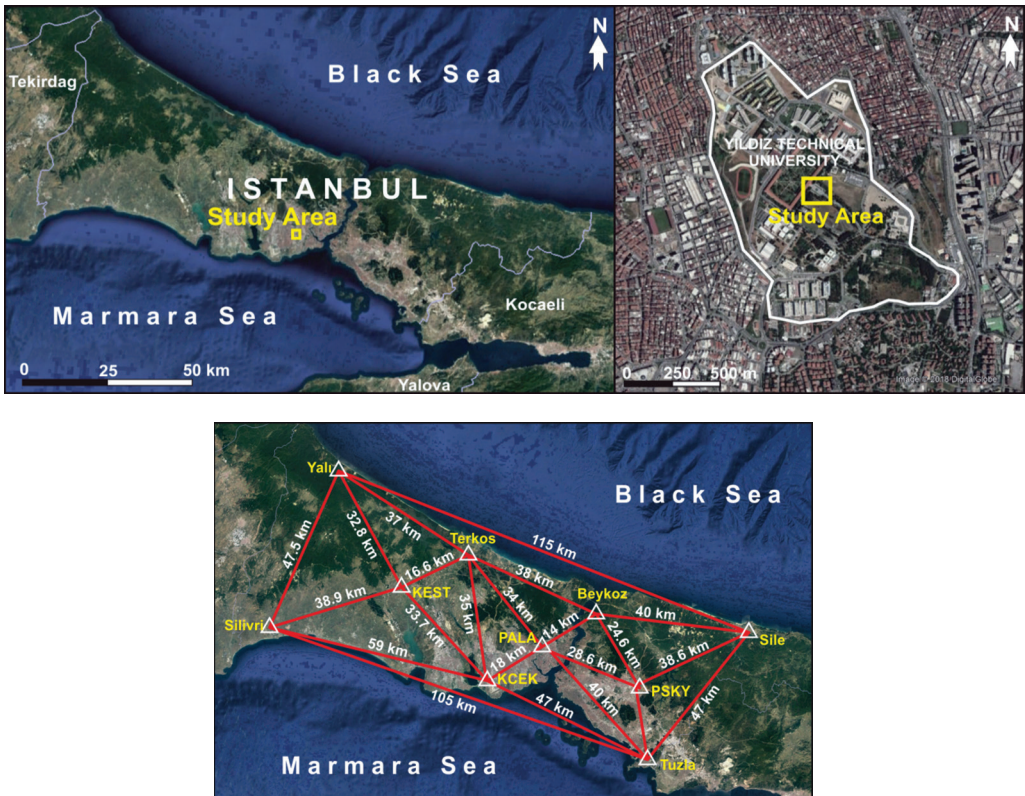 N
Black Sea
Tekirdag
ISTANBUL
Study Area
Kocaeli
Marmara Sea
0 25 50 km
Yalova
N
YILDIZ TECHNICAL
UNIVERSITY
Study Area
0 250 500 m
Image © 2018 DigitalGlobe
Yalı
Black Sea
37 km
32.8 km
47.5 km
Terkos
115 km
16.6 km
38 km
KEST
Beykoz
38.9 km
35 km
34 km
40 km
Silivri
33.7 km
14 km
24.6 km
Sile
PALA
59 km
18 km
28.6 km
38.6 km
KCEK
PSKY
105 km
47 km
40 km
47 km
Tuzla
Marmara Sea